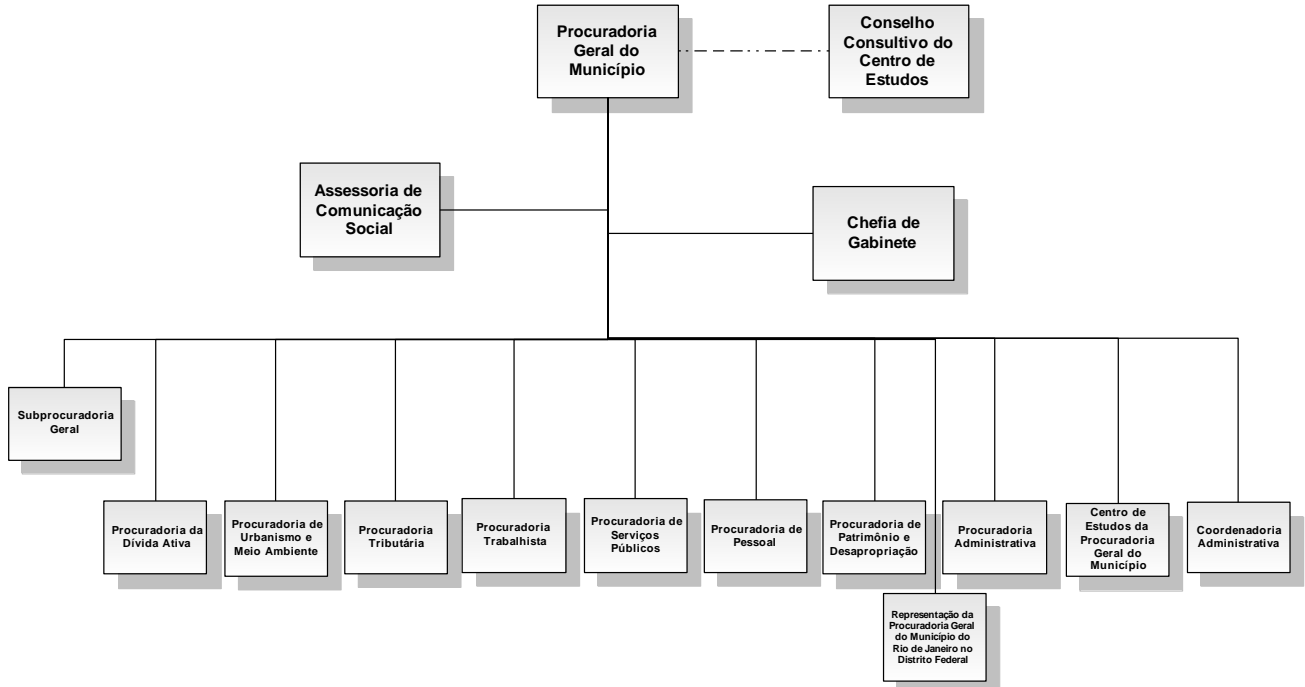 Procuradoria
Geral do
Município
Conselho
Consultivo do
Centro de
Estudos
Assessoria de
Comunicação
Social
Chefia de
Gabinete
Subprocuradoria
Geral
Procuradoria da
Dívida Ativa
Procuradoria de
Urbanismo e
Meio Ambiente
Procuradoria
Tributária
Procuradoria
Trabalhista
Procuradoria de
Serviços
Públicos
Procuradoria de
Pessoal
Procuradoria de
Patrimônio e
Desapropriação
Procuradoria
Administrativa
Centro de
Estudos da
Procuradoria
Geral do
Município
Coordenadoria
Administrativa
Representação da
Procuradoria Geral
do Município do
Rio de Janeiro no
Distrito Federal